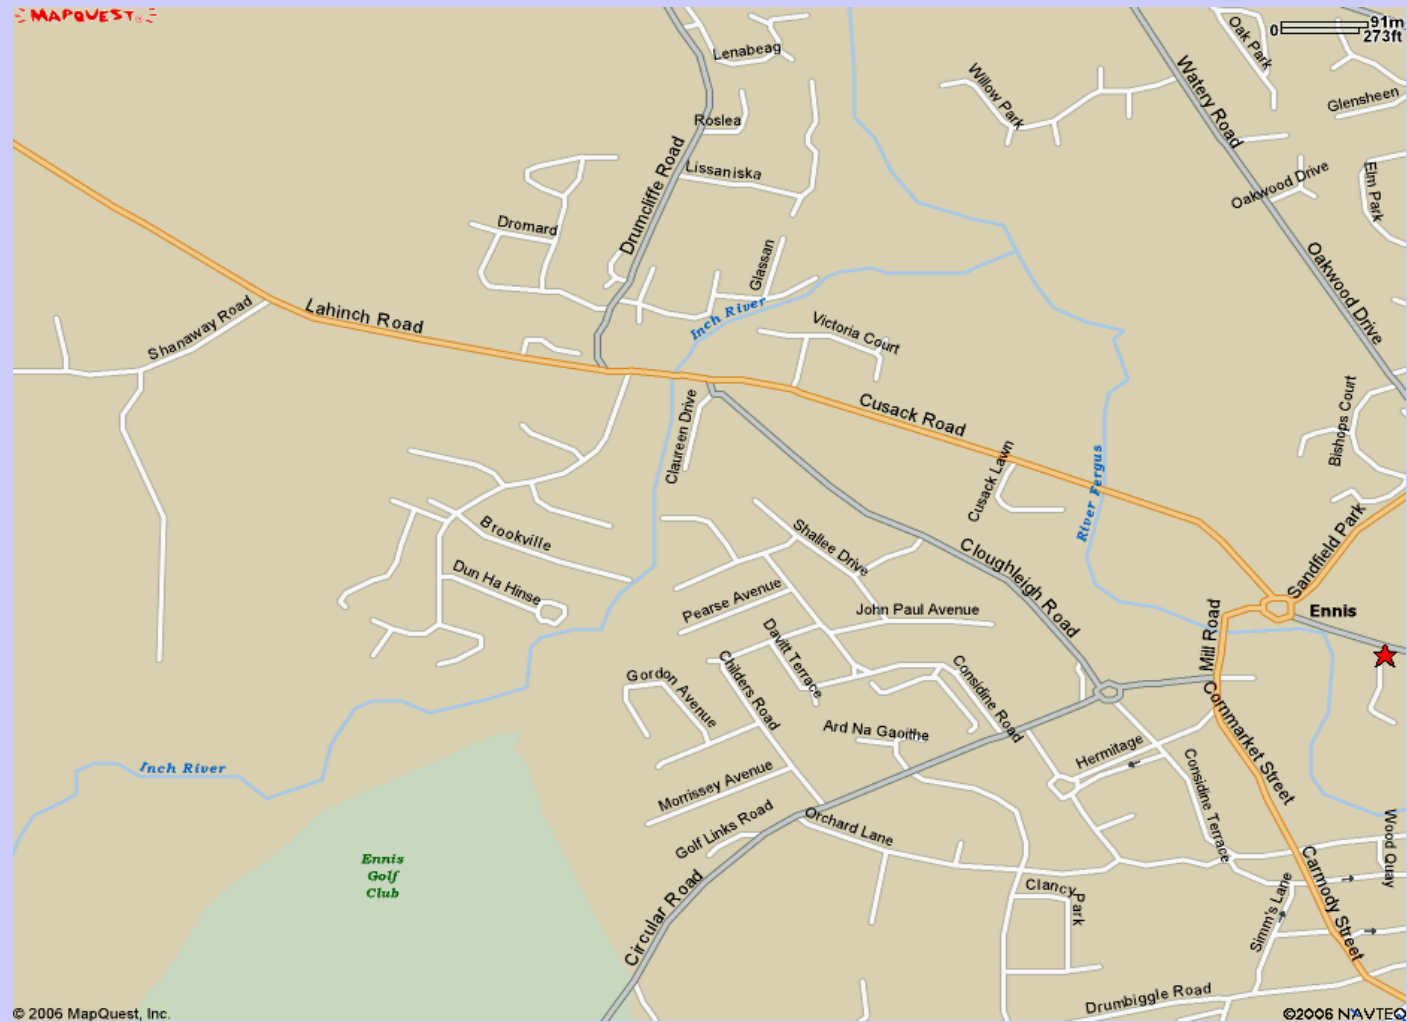 MAPQUEST
0
91m
273ft
Lenabeag
Oak Park
Watery Road
Willow Park
Glensheen
Roslea
Drumcliffe Road
Lissaniska
Oakwood Drive
Elm Park
Dromard
Glassan
Oakwood Drive
Shanaway Road
Lahinch Road
Inch River
Victoria Court
Cusack Road
Bishops Court
Claureen Drive
Cusack Lawn
River Fergus
Sandfield Park
Brookville
Shallee Drive
Cloughleigh Road
Dun Ha Hinse
Pearse Avenue
John Paul Avenue
Ennis
Mill Road
Davitt Terrace
Childers Road
Considine Road
Gordon Avenue
Ard Na Gaoithe
Cornmarket Street
Hermitage
Inch River
Considine Terrace
Morrissey Avenue
Golf Links Road
Orchard Lane
Wood Quay
Ennis
Golf
Club
Carmody Street
Circular Road
Clancy Park
Simm's Lane
Drumbiggle Road
© 2006 MapQuest, Inc.
©2006 NAVTEQ